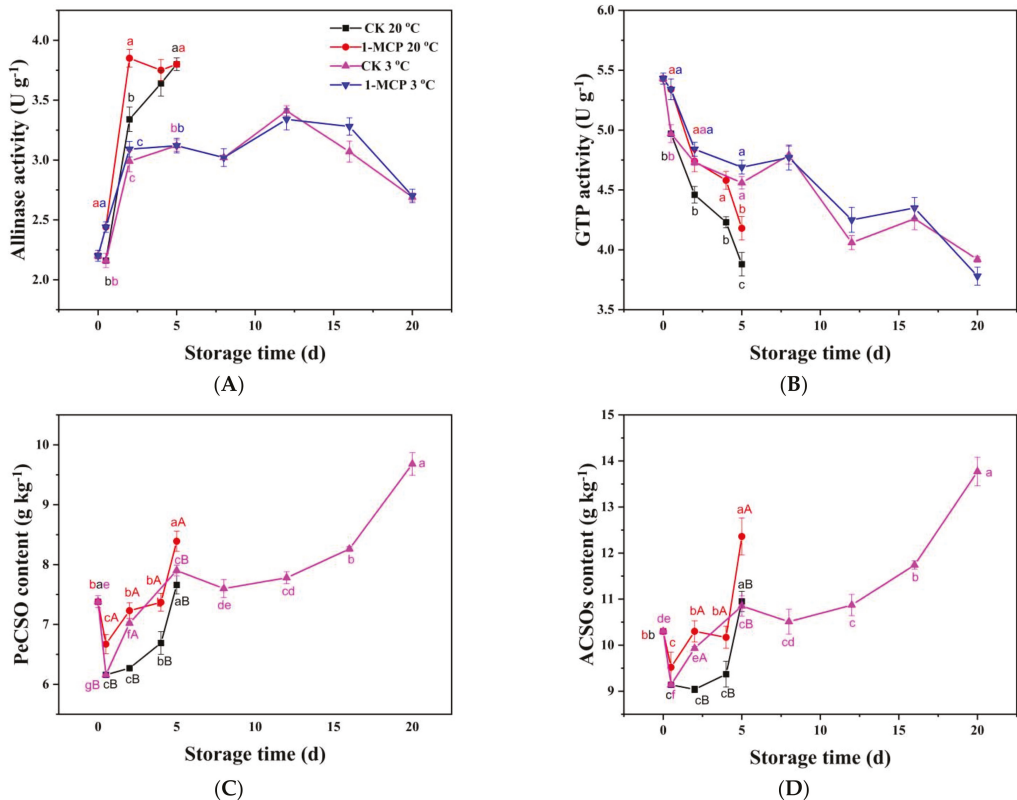 CK 20 °C
1-MCP 20 °C
CK 3 °C
1-MCP 3 °C
Allinase activity (U g-1)
4.0
3.5
3.0
2.5
2.0
a
aa
b
c
bb
c
aa
bb
0 5 10 15 20
Storage time (d)
(A)
GTP activity (U g-1)
6.0
5.5
5.0
4.5
4.0
3.5
aa
aaa
a
bb
a
a
b
b
b
c
0 5 10 15 20
Storage time (d)
(B)
PeCSO content (g kg-1)
10
9
8
7
6
a
aA
cB
b
bae
bA
bA
cd
de
aB
cA
fA
bB
gB
cB
cB
0 5 10 15 20
Storage time (d)
(C)
ACSOs content (g kg-1)
15
14
13
12
11
10
9
a
aA
b
aB
de
bA
bA
cB
c
cd
bb
c
eA
cf
cB
cB
0 5 10 15 20
Storage time (d)
(D)